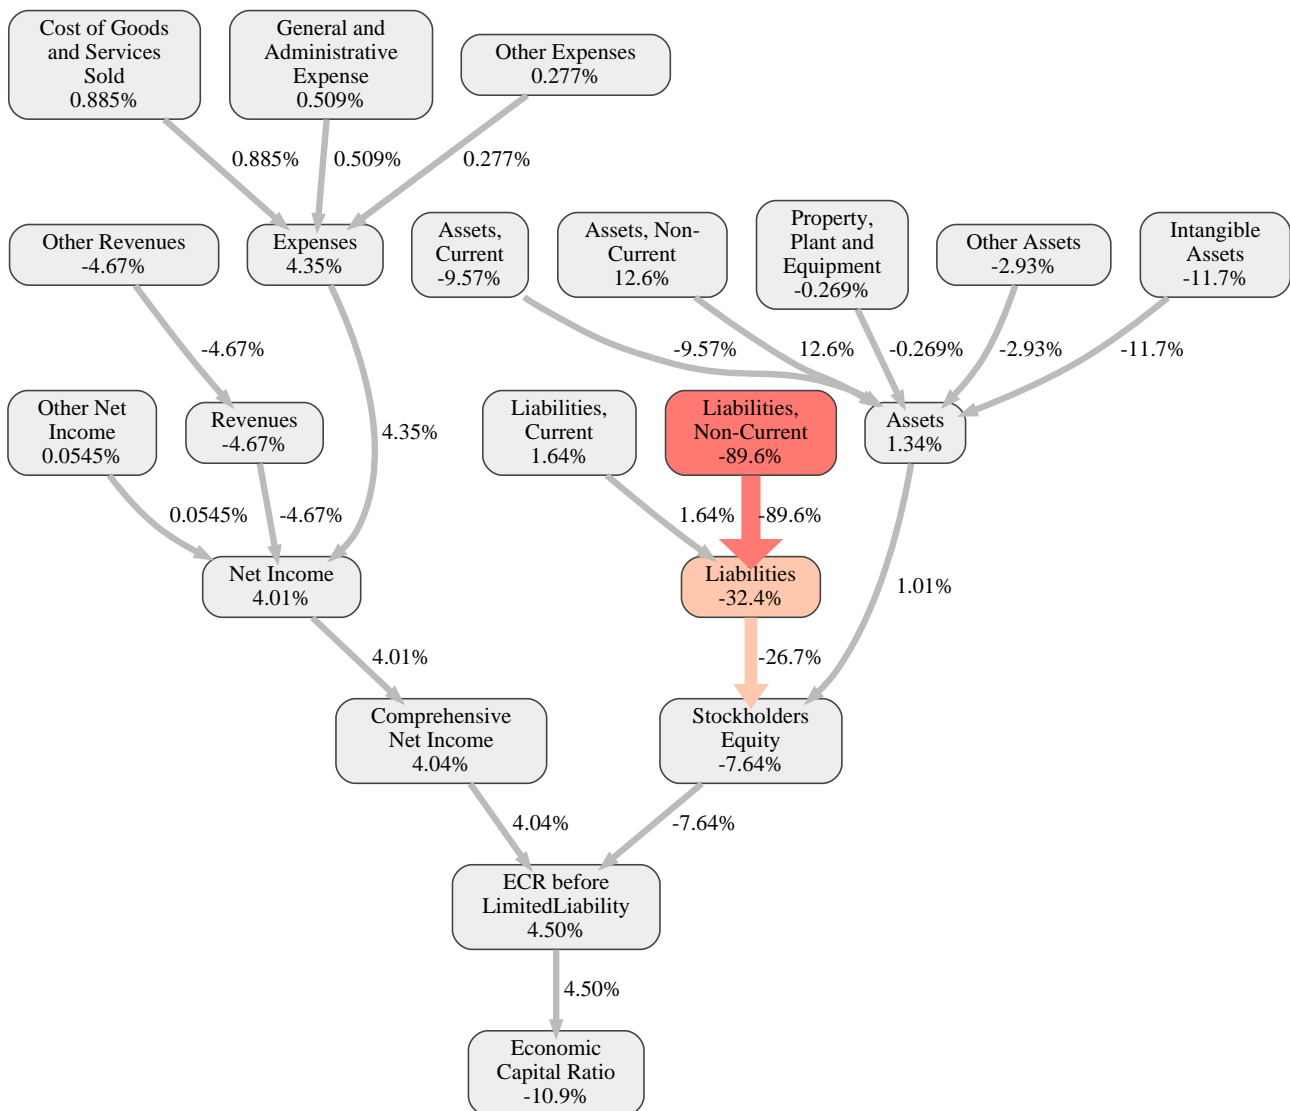 Cost of Goods
and Services
Sold
0.885%
General and
Administrative
Expense
0.509%
Other Expenses
0.277%
0.885%
0.509%
0.277%
Other Revenues
-4.67%
Expenses
4.35%
Assets,
Current
-9.57%
Assets, Non-
Current
12.6%
Property,
Plant and
Equipment
-0.269%
Other Assets
-2.93%
Intangible
Assets
-11.7%
-4.67%
-9.57%
12.6%
-0.269%
-2.93%
-11.7%
Other Net
Income
0.0545%
Revenues
-4.67%
4.35%
Liabilities,
Current
1.64%
Liabilities,
Non-Current
-89.6%
Assets
1.34%
0.0545%
-4.67%
1.64%
-89.6%
Net Income
4.01%
Liabilities
-32.4%
1.01%
4.01%
-26.7%
Comprehensive
Net Income
4.04%
Stockholders
Equity
-7.64%
4.04%
-7.64%
ECR before
LimitedLiability
4.50%
4.50%
Economic
Capital Ratio
-10.9%